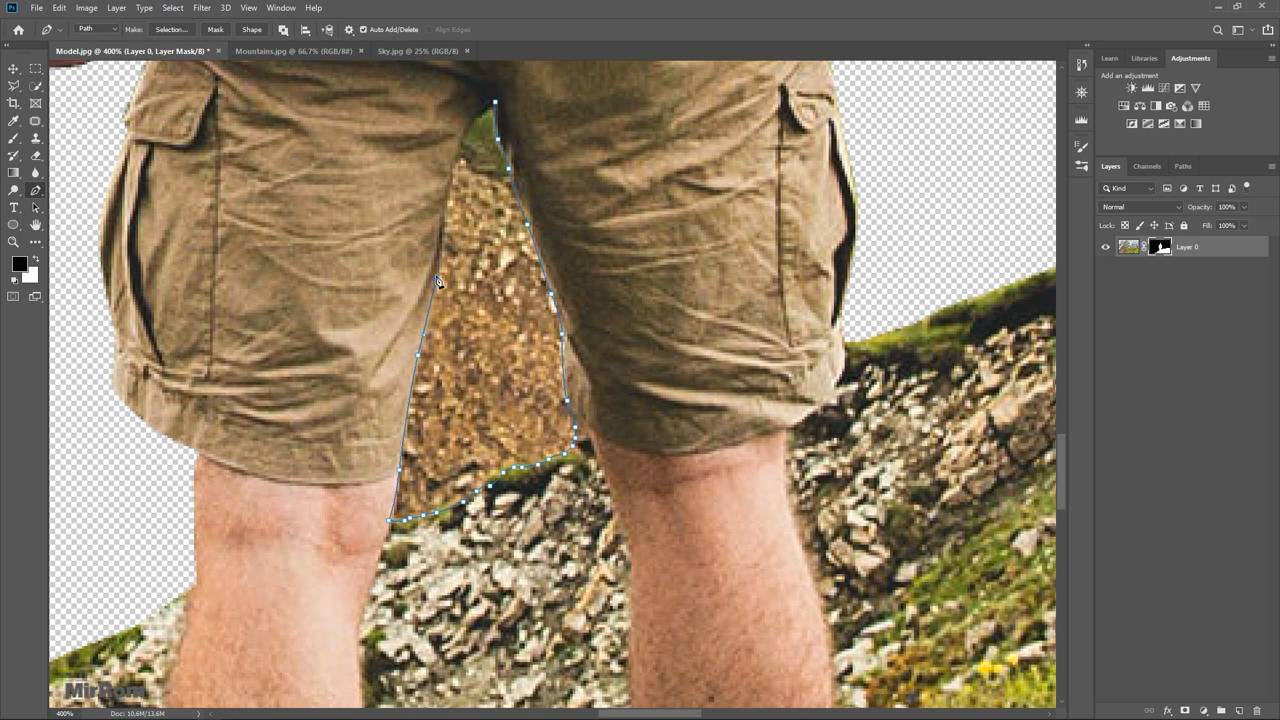 Ps File Edit Image Layer Type Select Filter 3D View Window Help
Path Make: Selection... Mask Shape Auto Add/Delete Align Edges
Model.jpg @ 400% (Layer 0, Layer Mask/8) * Mountains.jpg @ 66,7% (RGB/8#) Sky.jpg @ 25% (RGB/8)
Learn Libraries Adjustments
Add an adjustment
Layers Channels Paths
Kind
Normal Opacity: 100%
Lock: Fill: 100%
Layer 0
MirRom
400% Doc: 10,6M/13,6M